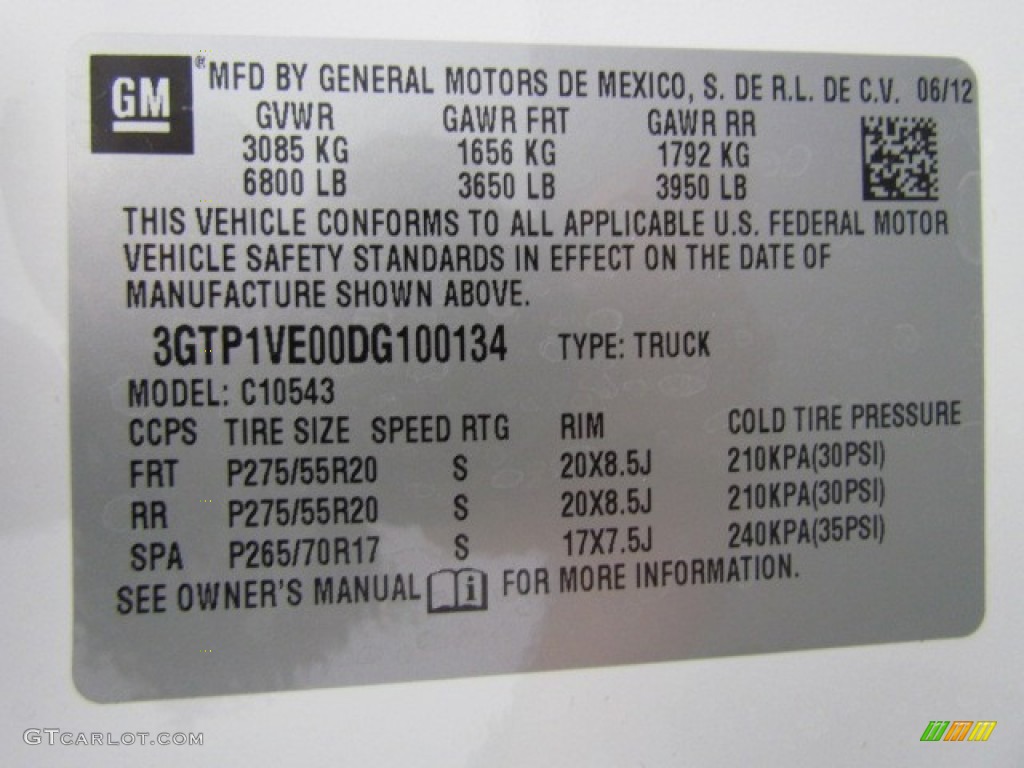 GM
® MFD BY GENERAL MOTORS DE MEXICO, S. DE R.L. DE C.V. 06/12
GVWR GAWR FRT GAWR RR
3085 KG 1656 KG 1792 KG
6800 LB 3650 LB 3950 LB
THIS VEHICLE CONFORMS TO ALL APPLICABLE U.S. FEDERAL MOTOR
VEHICLE SAFETY STANDARDS IN EFFECT ON THE DATE OF
MANUFACTURE SHOWN ABOVE.
3GTP1VE00DG100134 TYPE: TRUCK
MODEL: C10543
CCPS TIRE SIZE SPEED RTG RIM COLD TIRE PRESSURE
FRT P275/55R20 S 20X8.5J 210KPA(30PSI)
RR P275/55R20 S 20X8.5J 210KPA(30PSI)
SPA P265/70R17 S 17X7.5J 240KPA(35PSI)
SEE OWNER'S MANUAL i FOR MORE INFORMATION.
GTCARLOT.COM